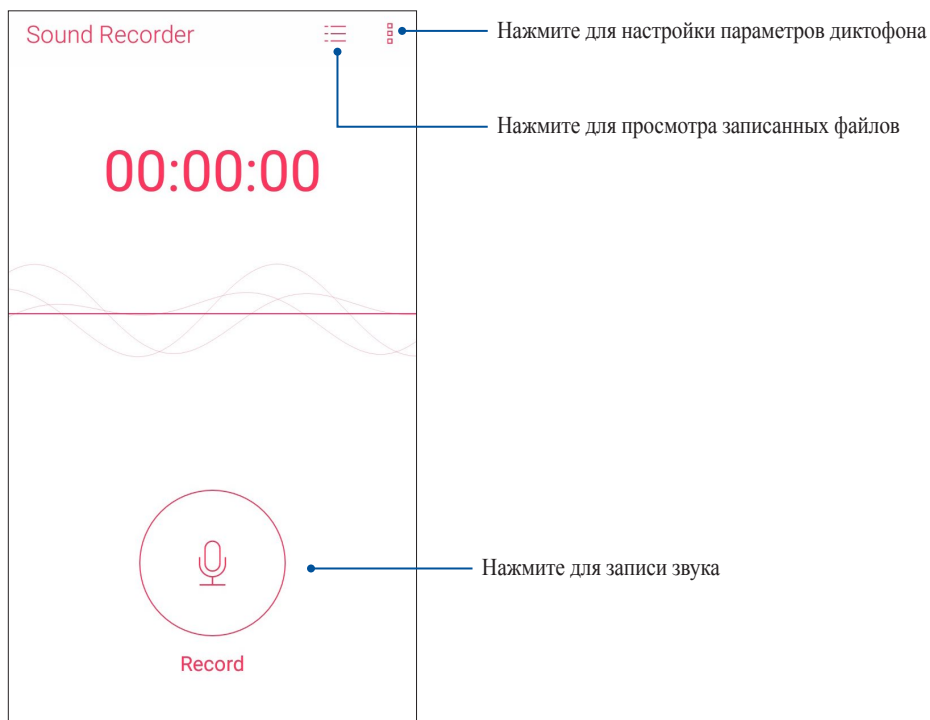 Sound Recorder
Нажмите для настройки параметров диктофона
Нажмите для просмотра записанных файлов
00:00:00
Нажмите для записи звука
Record